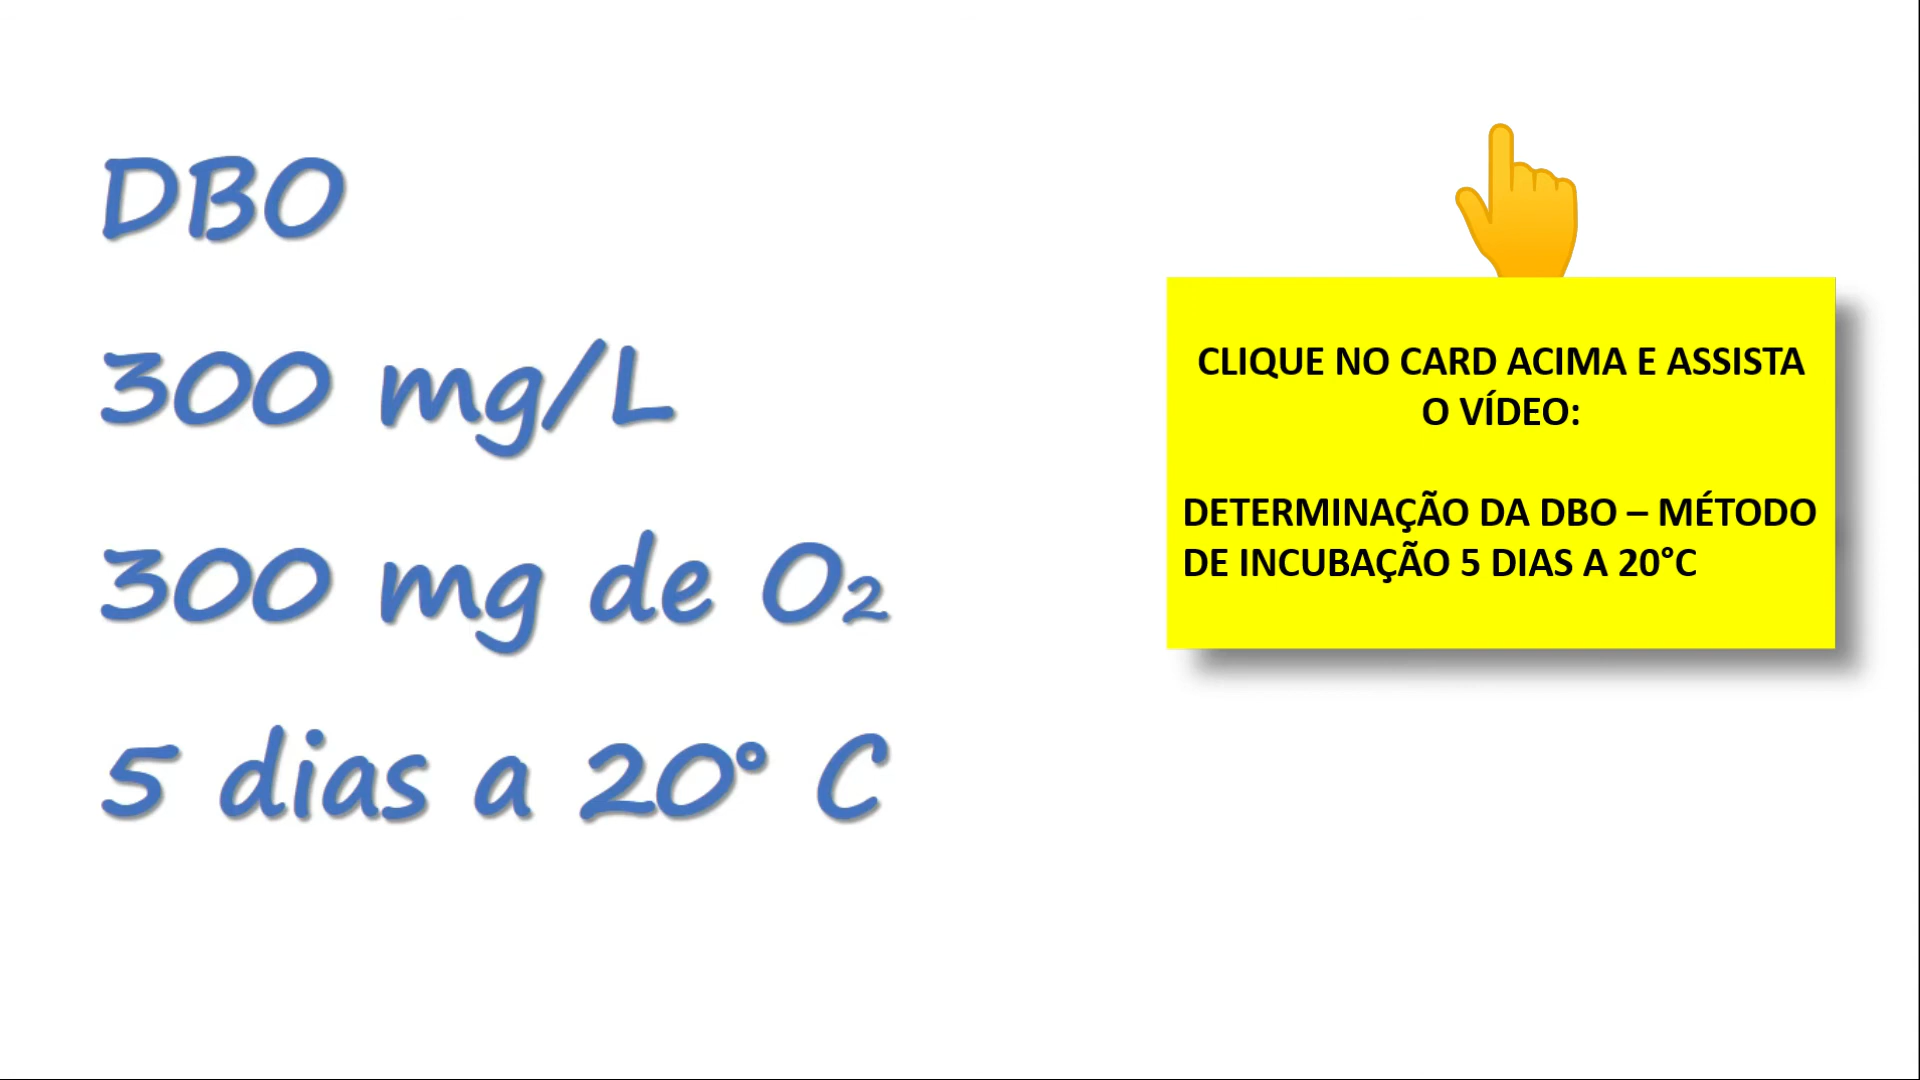 DBO
300 mg/L
300 mg de O₂
5 dias a 20° C
CLIQUE NO CARD ACIMA E ASSISTA
O VÍDEO:
DETERMINAÇÃO DA DBO – MÉTODO
DE INCUBAÇÃO 5 DIAS A 20°C